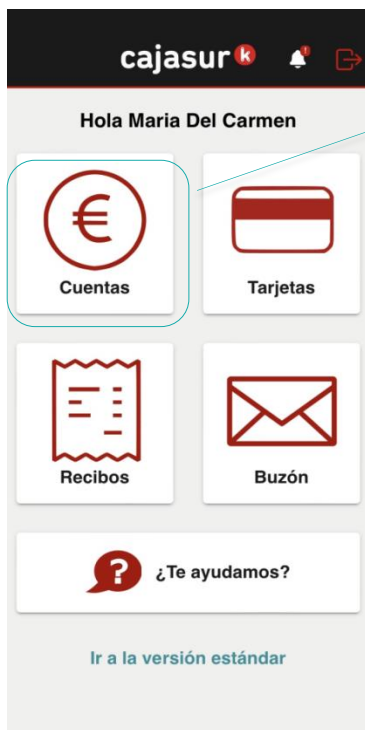 cajasur k
Hola Maria Del Carmen
Cuentas
Tarjetas
Recibos
Buzón
¿Te ayudamos?
Ir a la versión estándar